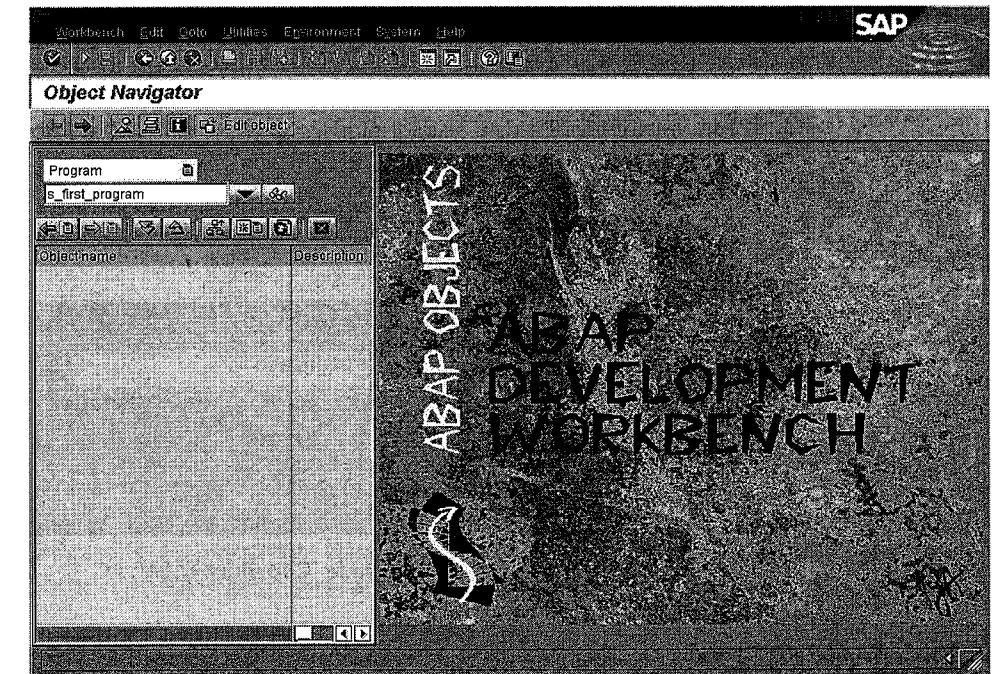 Workbench Edit Goto Utilities Environment System Help
SAP
Object Navigator
Edit object
Program
s_first_program
Object name Description
ABAP OBJECTS
ABAP
DEVELOPMENT
WORKBENCH